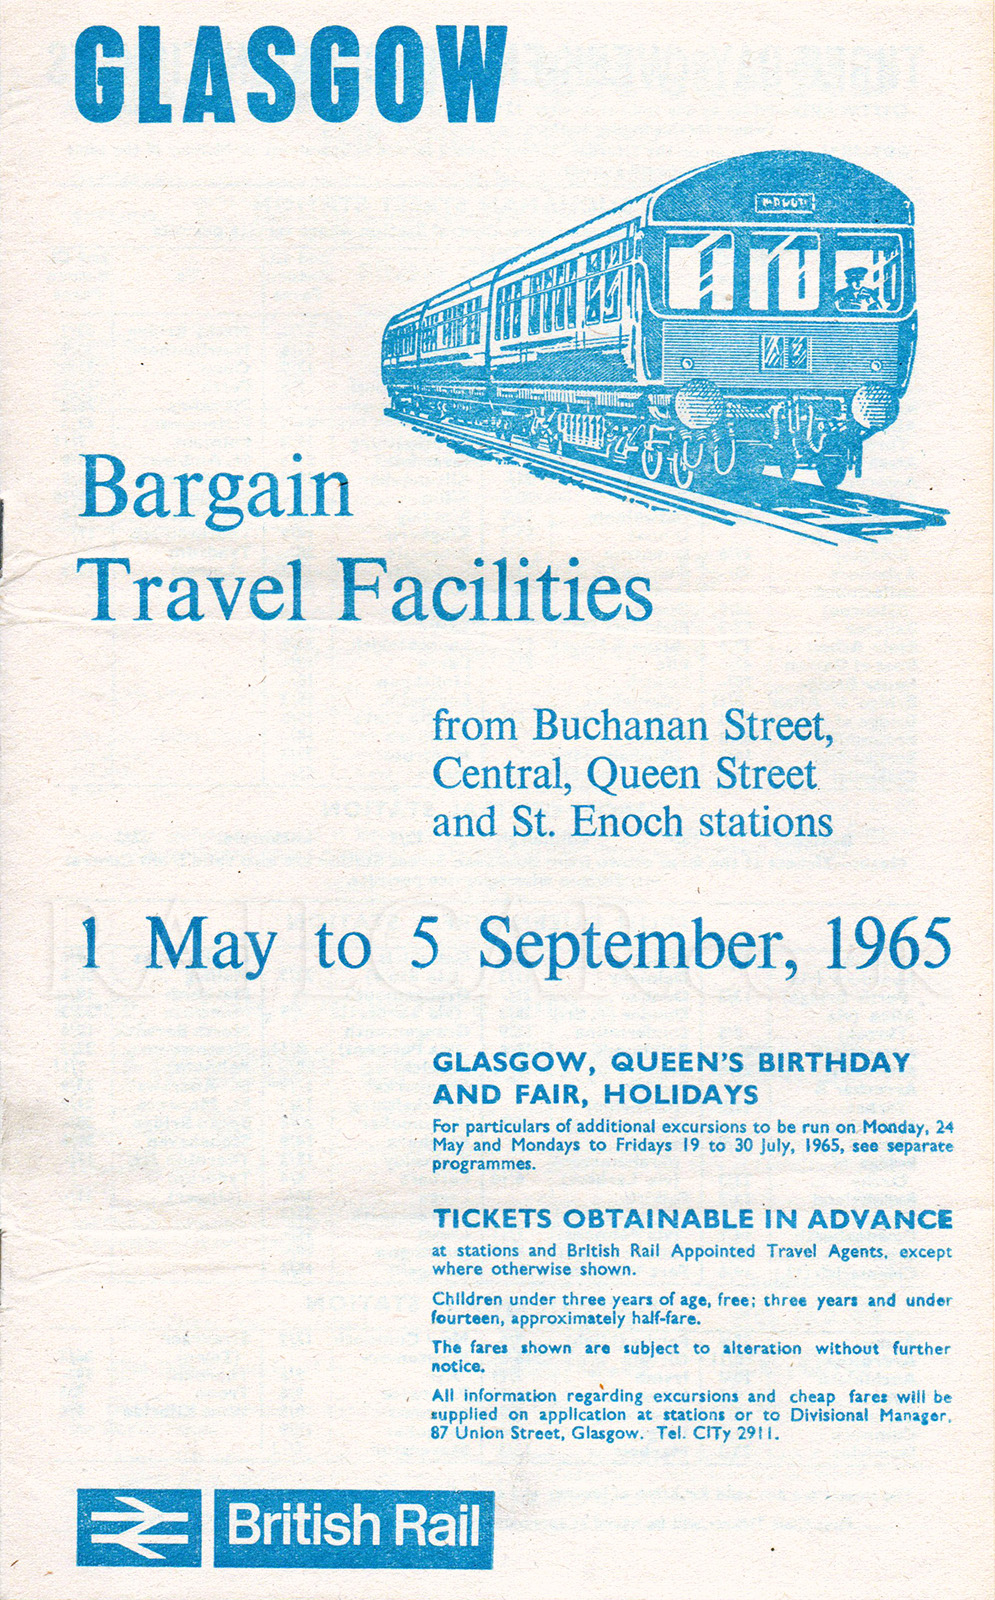 GLASGOW
Bargain
Travel Facilities
from Buchanan Street,
Central, Queen Street
and St. Enoch stations
1 May to 5 September, 1965
GLASGOW, QUEEN'S BIRTHDAY
AND FAIR, HOLIDAYS
For particulars of additional excursions to be run on Monday, 24
May and Mondays to Fridays 19 to 30 July, 1965, see separate
programmes.
TICKETS OBTAINABLE IN ADVANCE
at stations and British Rail Appointed Travel Agents, except
where otherwise shown.
Children under three years of age, free; three years and under
fourteen, approximately half-fare.
The fares shown are subject to alteration without further
notice.
All information regarding excursions and cheap fares will be
supplied on application at stations or to Divisional Manager,
87 Union Street, Glasgow. Tel. CITy 2911.
British Rail